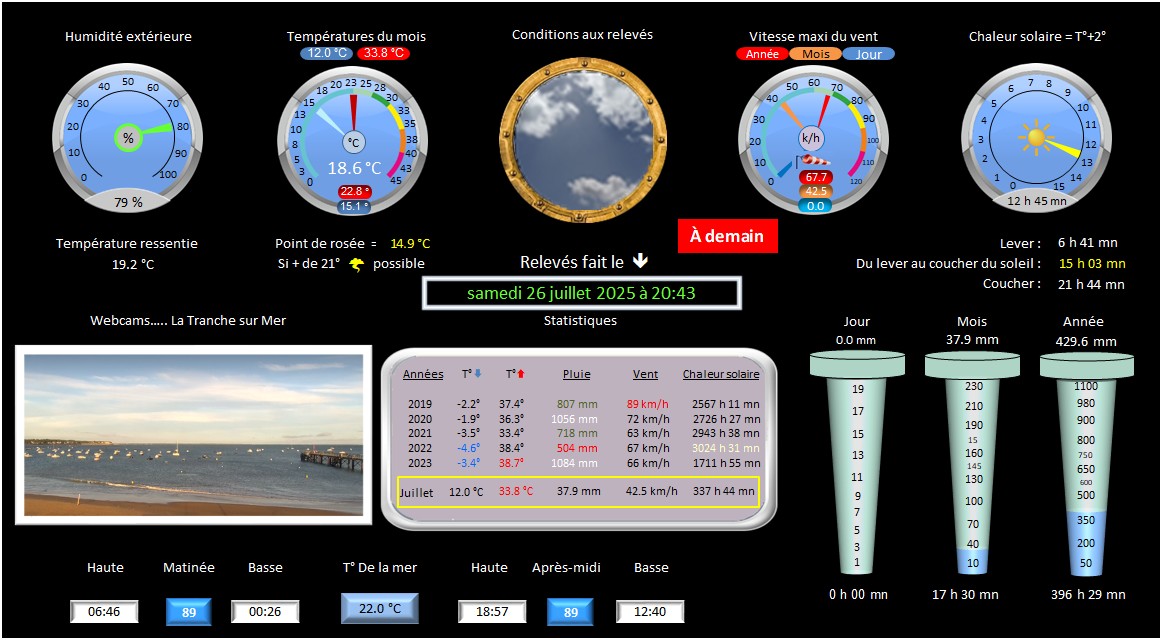 Humidité extérieure
Températures du mois
Conditions aux relevés
Vitesse maxi du vent
Chaleur solaire = T°+2°
12.0 °C 33.8 °C
Année Mois Jour
0 10 20 30 40 50 60 70 80 90 100
%
79 %
0 3 5 8 10 13 15 18 20 23 25 28 30 33 35 38 40 43 45
°C
18.6 °C
22.8 °
15.1 °
0 10 20 30 40 50 60 70 80 90 100 110 120
k/h
67.7
42.5
0.0
0 1 2 3 4 5 6 7 8 9 10 11 12 13 14 15
12 h 45 mn
Température ressentie
19.2 °C
Point de rosée = 14.9 °C
Si + de 21° possible
À demain
Relevés fait le
samedi 26 juillet 2025 à 20:43
Lever : 6 h 41 mn
Du lever au coucher du soleil : 15 h 03 mn
Coucher : 21 h 44 mn
Webcams..... La Tranche sur Mer
Statistiques
Années T° T° Pluie Vent Chaleur solaire
2019 -2.2° 37.4° 807 mm 89 km/h 2567 h 11 mn
2020 -1.9° 36.3° 1056 mm 72 km/h 2726 h 27 mn
2021 -3.5° 33.4° 718 mm 63 km/h 2943 h 38 mn
2022 -4.6° 38.4° 504 mm 67 km/h 3024 h 31 mn
2023 -3.4° 38.7° 1084 mm 66 km/h 1711 h 55 mn
Juillet 12.0 °C 33.8 °C 37.9 mm 42.5 km/h 337 h 44 mn
Jour
0.0 mm
19
17
15
13
11
9
7
5
3
1
0 h 00 mn
Mois
37.9 mm
230
210
190
15
160
145
130
100
70
40
10
17 h 30 mn
Année
429.6 mm
1100
980
900
800
750
650
600
500
350
200
50
396 h 29 mn
Haute Matinée Basse T° De la mer Haute Après-midi Basse
06:46 89 00:26 22.0 °C 18:57 89 12:40